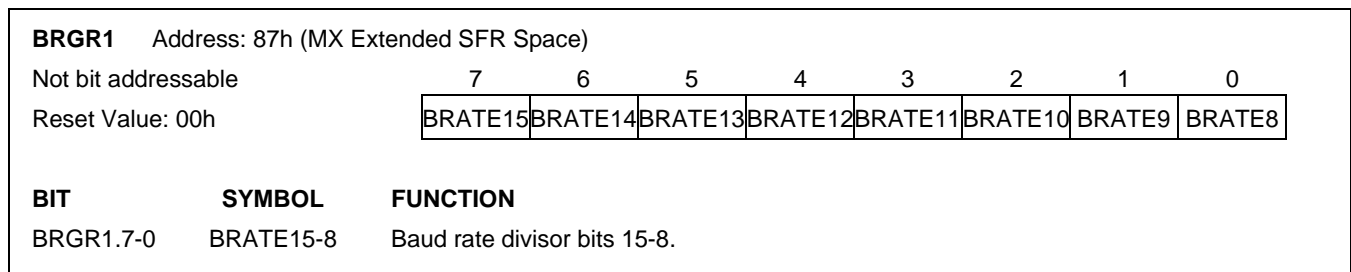 BRGR1 Address: 87h (MX Extended SFR Space)
Not bit addressable 7 6 5 4 3 2 1 0
Reset Value: 00h BRATE15 BRATE14 BRATE13 BRATE12 BRATE11 BRATE10 BRATE9 BRATE8
BIT SYMBOL FUNCTION
BRGR1.7-0 BRATE15-8 Baud rate divisor bits 15-8.